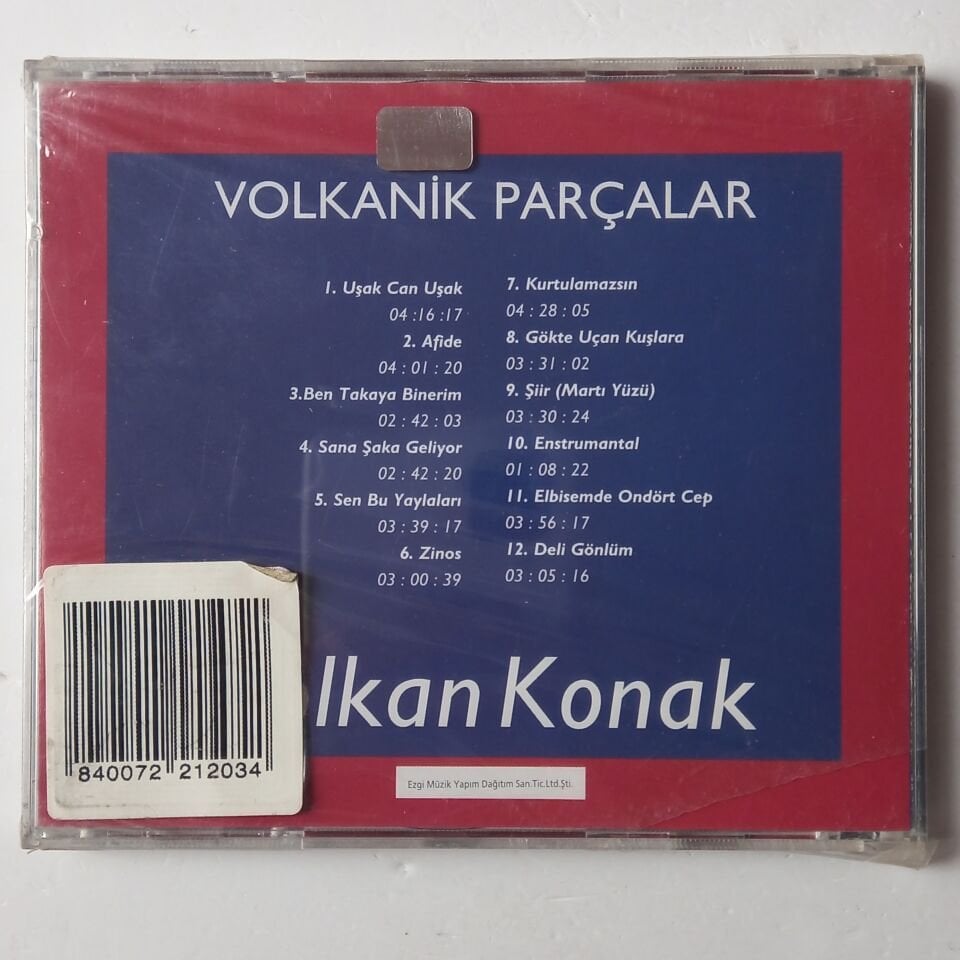 VOLKANİK PARÇALAR
1. Uşak Can Uşak
04 :16 :17
2. Afide
04 : 01 : 20
3.Ben Takaya Binerim
02 : 42 : 03
4. Sana Şaka Geliyor
02 : 42 : 20
5. Sen Bu Yaylaları
03 : 39 : 17
6. Zinos
03 : 00 : 39
7. Kurtulamazsın
04 : 28 : 05
8. Gökte Uçan Kuşlara
03 : 31 : 02
9. Şiir (Martı Yüzü)
03 : 30 : 24
10. Enstrumantal
01 : 08 : 22
11. Elbisemde Ondört Cep
03 : 56 : 17
12. Deli Gönlüm
03 : 05 : 16
lkan Konak
840072 212034
Ezgi Müzik Yapım Dağıtım San.Tic.Ltd.Şti.